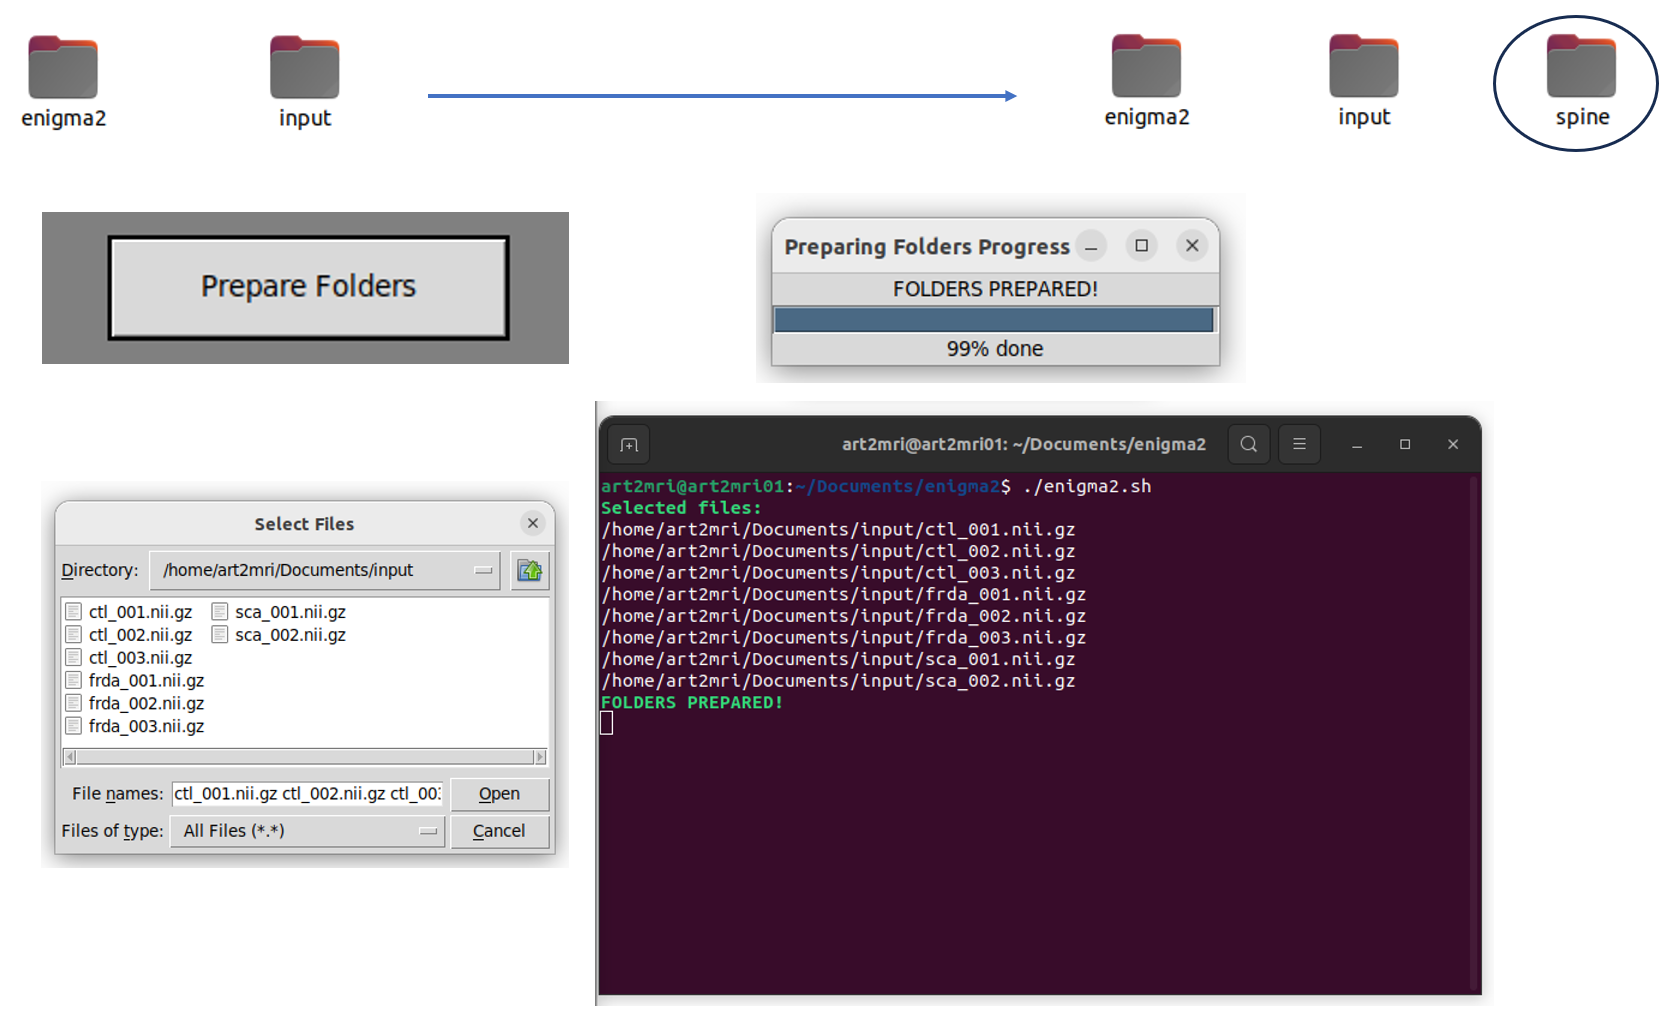 enigma2
input
enigma2
input
spine
Prepare Folders
Preparing Folders Progress
FOLDERS PREPARED!
99% done
Select Files
Directory: /home/art2mri/Documents/input
ctl_001.nii.gz sca_001.nii.gz
ctl_002.nii.gz sca_002.nii.gz
ctl_003.nii.gz
frda_001.nii.gz
frda_002.nii.gz
frda_003.nii.gz
File names: ctl_001.nii.gz ctl_002.nii.gz ctl_003 Open
Files of type: All Files (*.*) Cancel
art2mri@art2mri01: ~/Documents/enigma2
art2mri@art2mri01:~/Documents/enigma2$ ./enigma2.sh
Selected files:
/home/art2mri/Documents/input/ctl_001.nii.gz
/home/art2mri/Documents/input/ctl_002.nii.gz
/home/art2mri/Documents/input/ctl_003.nii.gz
/home/art2mri/Documents/input/frda_001.nii.gz
/home/art2mri/Documents/input/frda_002.nii.gz
/home/art2mri/Documents/input/frda_003.nii.gz
/home/art2mri/Documents/input/sca_001.nii.gz
/home/art2mri/Documents/input/sca_002.nii.gz
FOLDERS PREPARED!